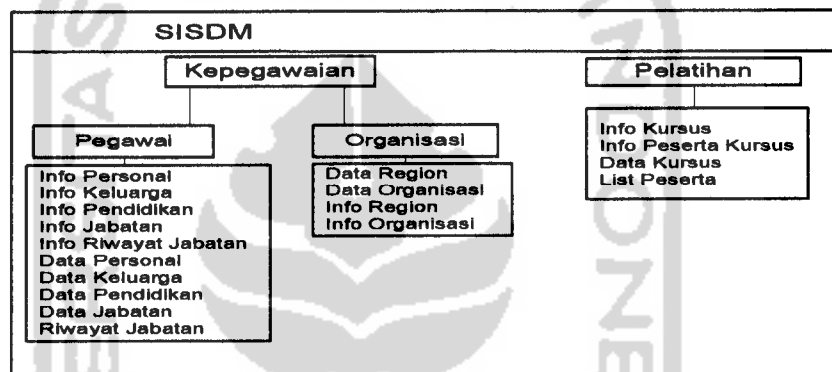 SISDM
Kepegawaian
Pelatihan
Pegawai
Organisasi
Info Personal
Info Keluarga
Info Pendidikan
Info Jabatan
Info Riwayat Jabatan
Data Personal
Data Keluarga
Data Pendidikan
Data Jabatan
Riwayat Jabatan
Data Region
Data Organisasi
Info Region
Info Organisasi
Info Kursus
Info Peserta Kursus
Data Kursus
List Peserta